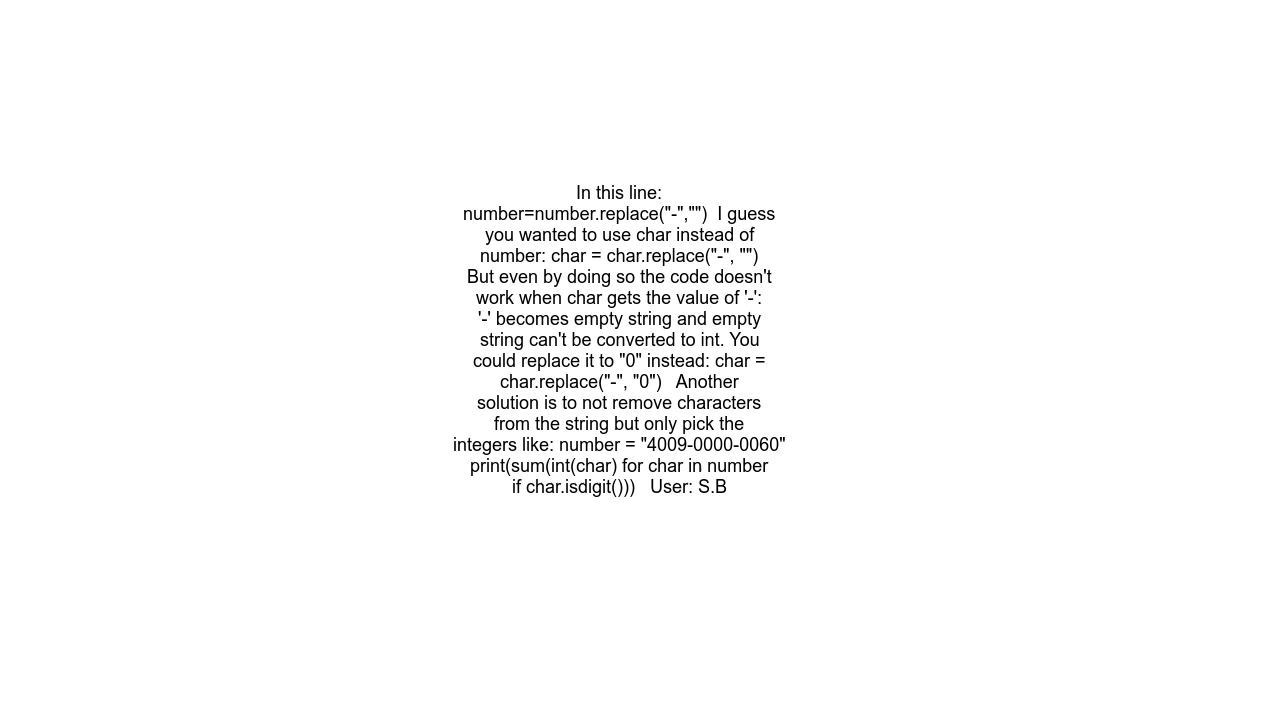 In this line:
number=number.replace("-","")  I guess
you wanted to use char instead of
number: char = char.replace("-", "")
But even by doing so the code doesn't
work when char gets the value of '-':
'-' becomes empty string and empty
string can't be converted to int. You
could replace it to "0" instead: char =
char.replace("-", "0")   Another
solution is to not remove characters
from the string but only pick the
integers like: number = "4009-0000-0060"
print(sum(int(char) for char in number
if char.isdigit()))   User: S.B